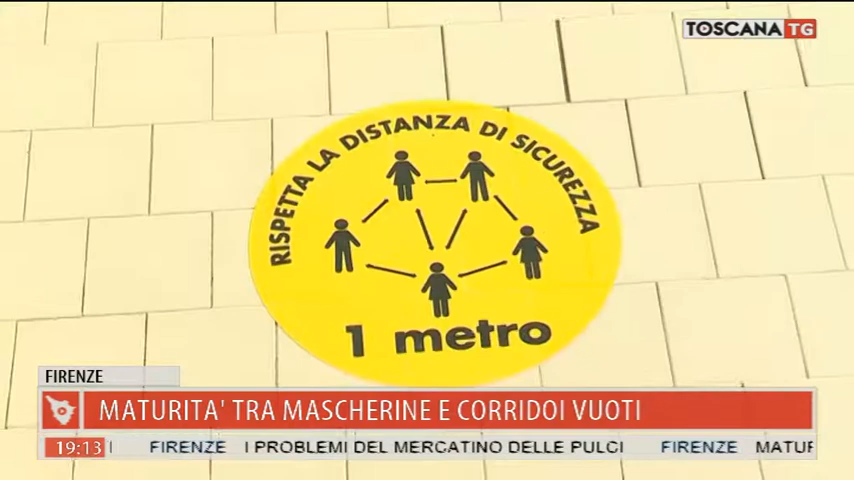 TOSCANA TG
RISPETTA LA DISTANZA DI SICUREZZA
1 metro
FIRENZE
MATURITA' TRA MASCHERINE E CORRIDOI VUOTI
19:13 FIRENZE I PROBLEMI DEL MERCATINO DELLE PULCI FIRENZE